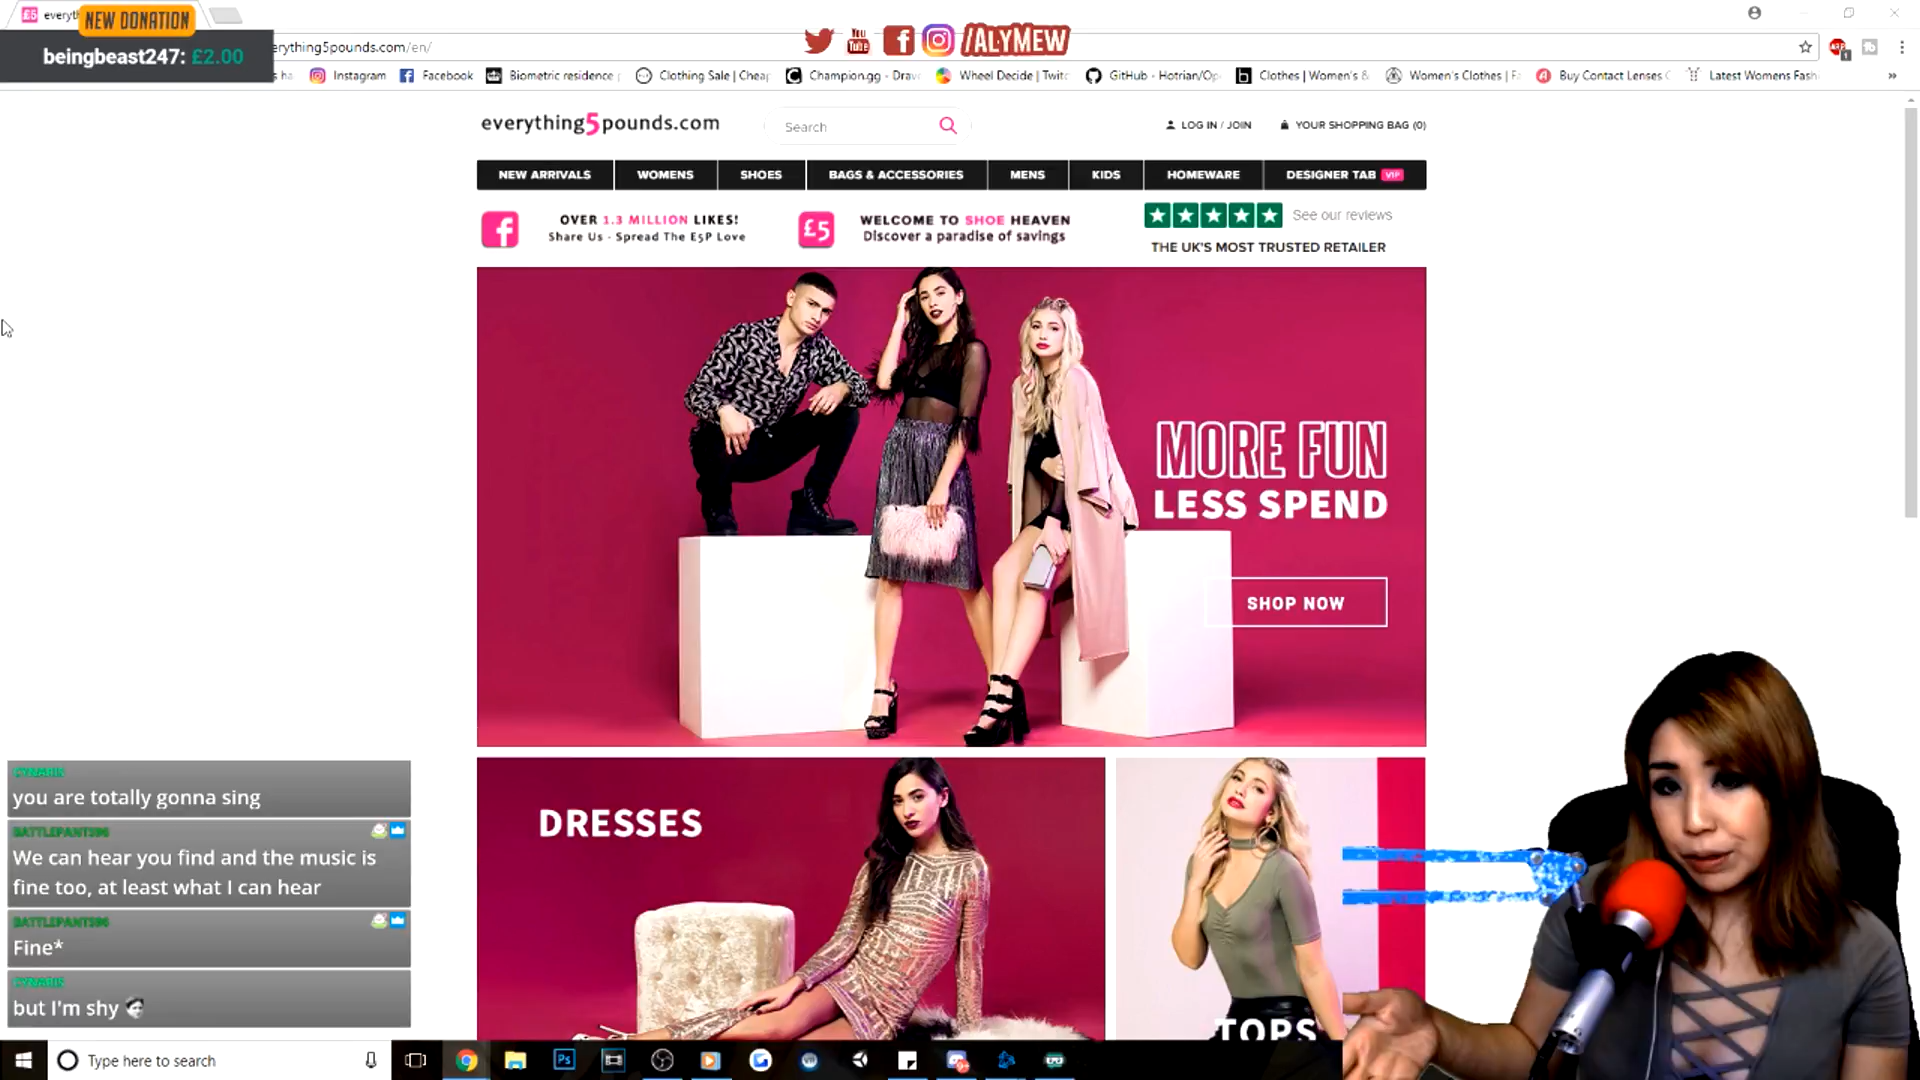 everyth
NEW DONATION
beingbeast247: £2.00
erything5pounds.com/en/
/ALYMEW
Instagram
Facebook
Biometric residence
Clothing Sale | Cheap
Champion.gg - Drav
Wheel Decide | Twitc
GitHub - Hotrian/Op
Clothes | Women's &
Women's Clothes | Fa
Buy Contact Lenses
Latest Womens Fash
everything5pounds.com
Search
LOG IN / JOIN
YOUR SHOPPING BAG (0)
NEW ARRIVALS
WOMENS
SHOES
BAGS & ACCESSORIES
MENS
KIDS
HOMEWARE
DESIGNER TAB VIP
OVER 1.3 MILLION LIKES!
Share Us - Spread The E5P Love
£5
WELCOME TO SHOE HEAVEN
Discover a paradise of savings
See our reviews
THE UK'S MOST TRUSTED RETAILER
MORE FUN
LESS SPEND
SHOP NOW
DRESSES
TOPS
you are totally gonna sing
We can hear you find and the music is
fine too, at least what I can hear
Fine*
but I'm shy
Type here to search